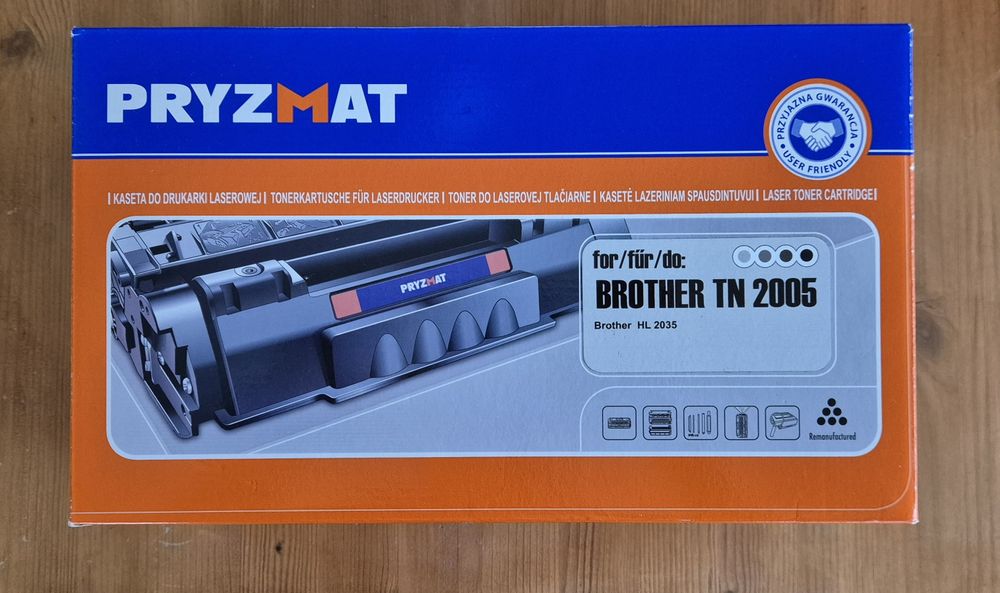 PRYZMAT
PRZYJAZNA GWARANCJA
• USER FRIENDLY •
| KASETA DO DRUKARKI LASEROWEJ | TONERKARTUSCHE FÜR LASERDRUCKER | TONER DO LASEROVEJ TLAČIARNE | KASETĖ LAZERINIAM SPAUSDINTUVUI | LASER TONER CARTRIDGE |
PRYZMAT
for/fűr/do:
BROTHER TN 2005
Brother HL 2035
Remanufactured